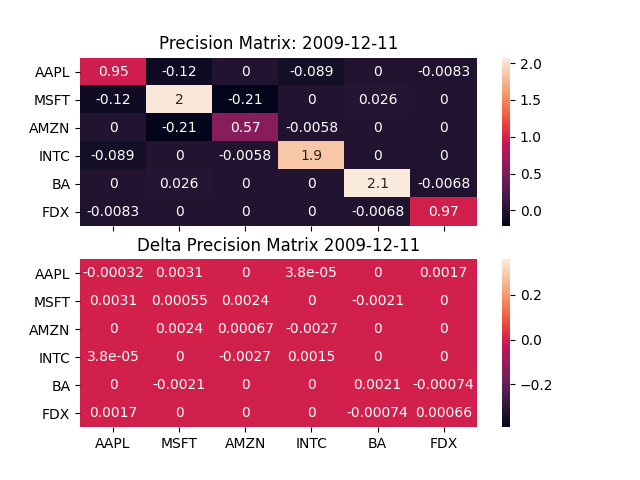 Precision Matrix: 2009-12-11
AAPL 0.95 -0.12 0 -0.089 0 -0.0083
MSFT -0.12 2 -0.21 0 0.026 0
AMZN 0 -0.21 0.57 -0.0058 0 0
INTC -0.089 0 -0.0058 1.9 0 0
BA 0 0.026 0 0 2.1 -0.0068
FDX -0.0083 0 0 0 -0.0068 0.97
2.0
1.5
1.0
0.5
0.0
Delta Precision Matrix 2009-12-11
AAPL -0.00032 0.0031 0 3.8e-05 0 0.0017
MSFT 0.0031 0.00055 0.0024 0 -0.0021 0
AMZN 0 0.0024 0.00067 -0.0027 0 0
INTC 3.8e-05 0 -0.0027 0.0015 0 0
BA 0 -0.0021 0 0 0.0021 -0.00074
FDX 0.0017 0 0 0 -0.00074 0.00066
AAPL MSFT AMZN INTC BA FDX
0.2
0.0
−0.2